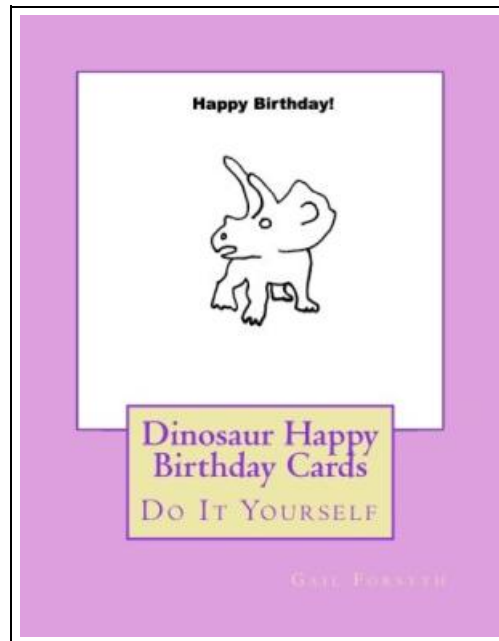 Happy Birthday!
Dinosaur Happy
Birthday Cards
Do It Yourself
Gail Forsyth